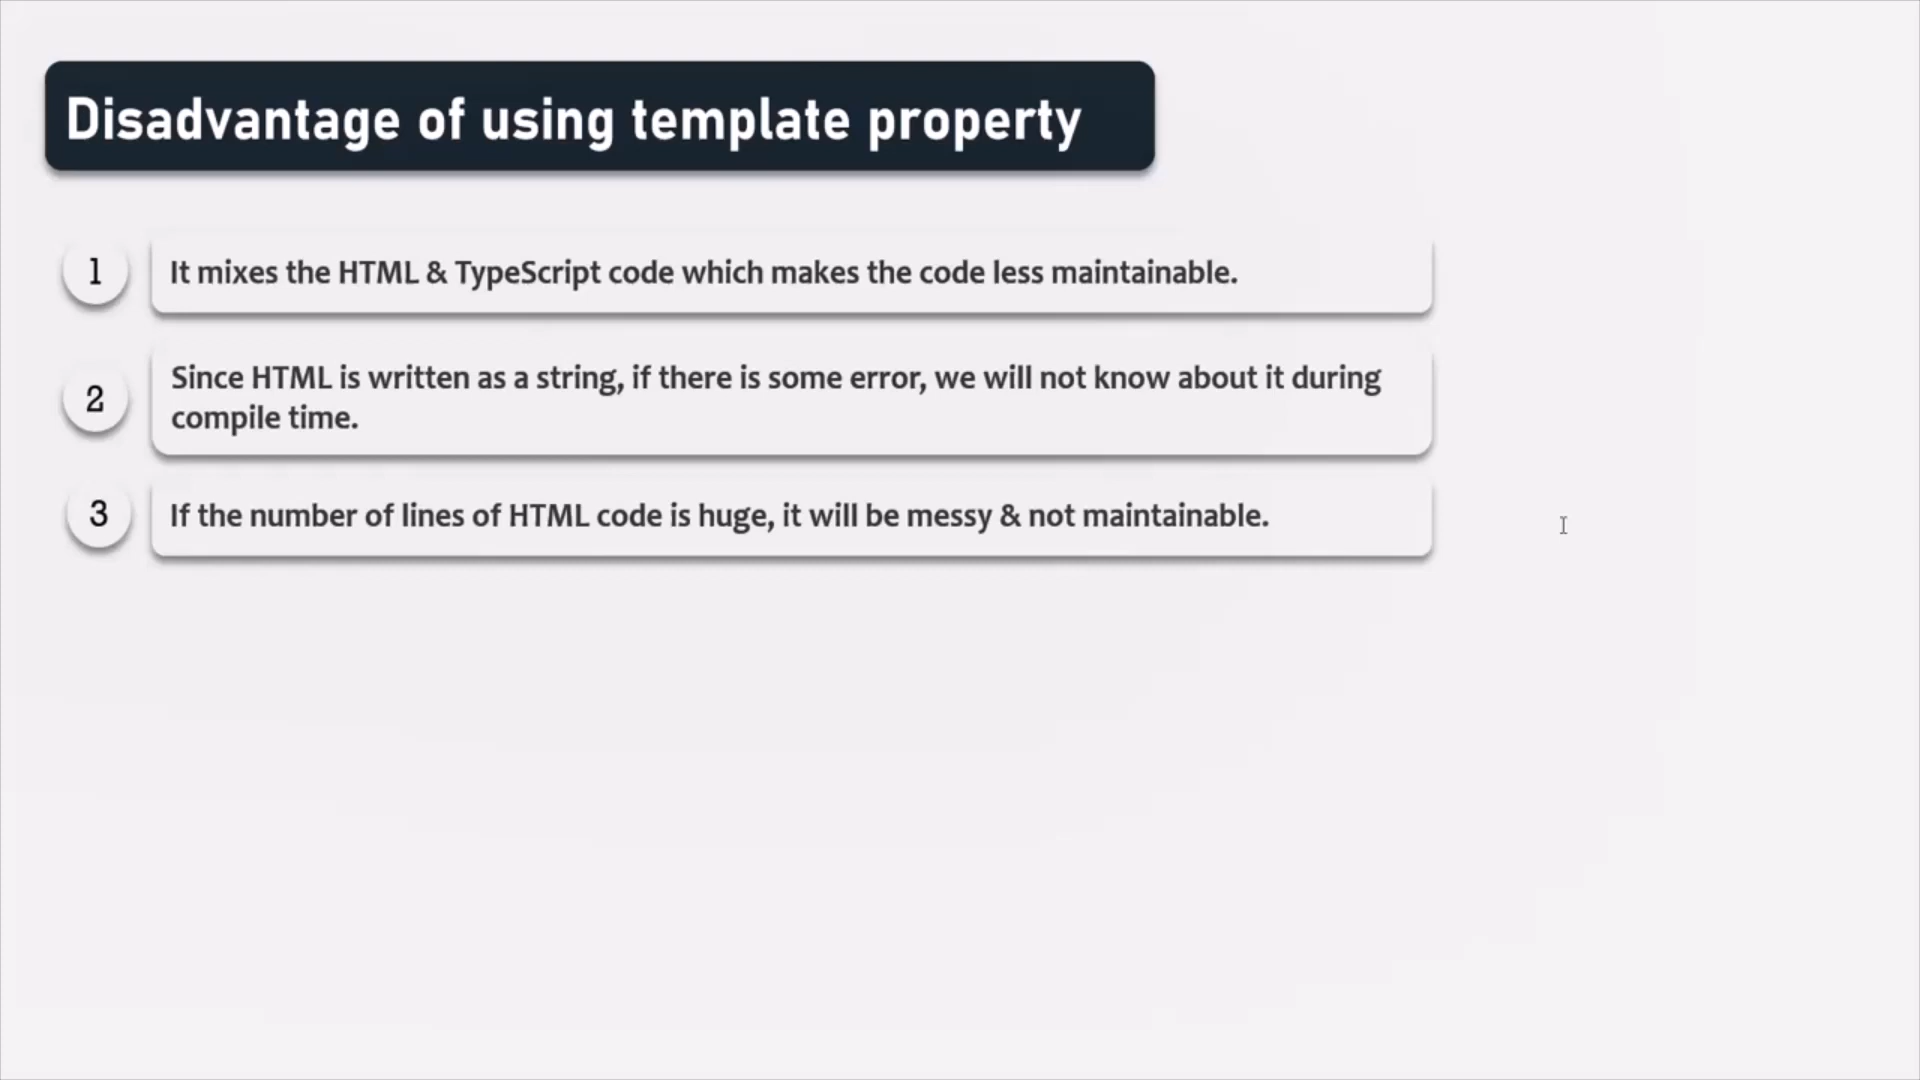 Disadvantage of using template property
1 It mixes the HTML & TypeScript code which makes the code less maintainable.
2 Since HTML is written as a string, if there is some error, we will not know about it during
compile time.
3 If the number of lines of HTML code is huge, it will be messy & not maintainable.